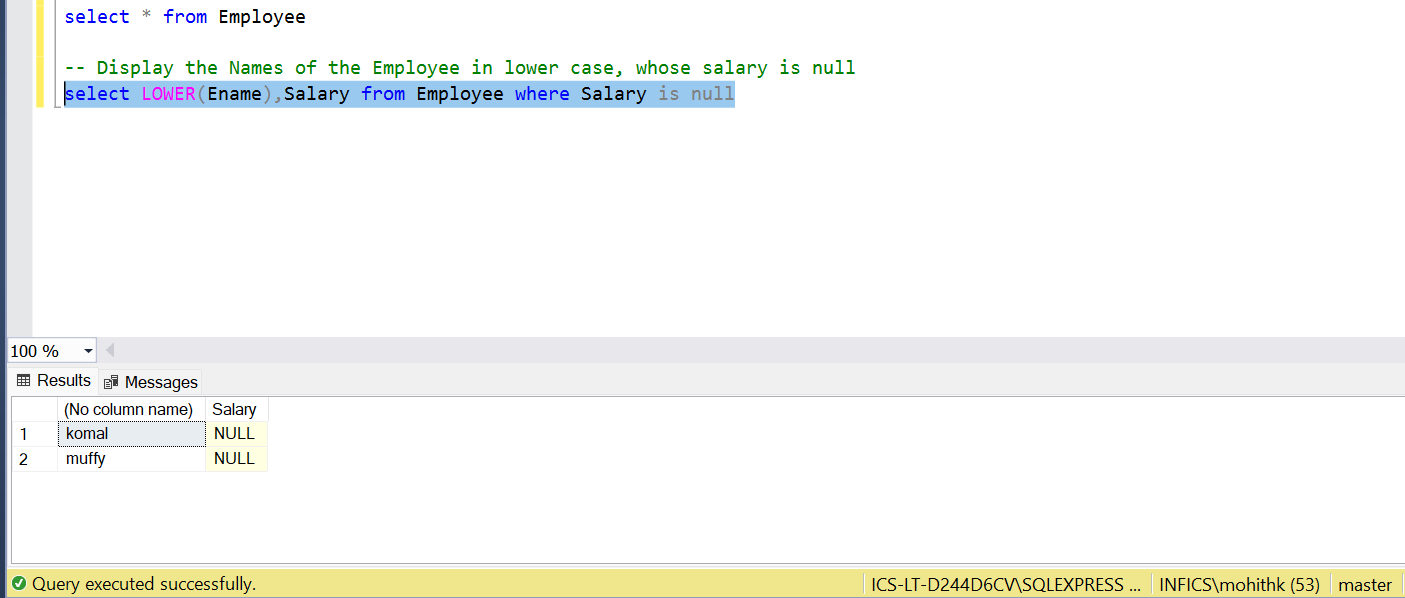 select * from Employee
-- Display the Names of the Employee in lower case, whose salary is null
select LOWER(Ename),Salary from Employee where Salary is null
100 %
Results Messages
(No column name) Salary
1 komal NULL
2 muffy NULL
Query executed successfully. ICS-LT-D244D6CV\SQLEXPRESS ... INFICS\mohithk (53) master